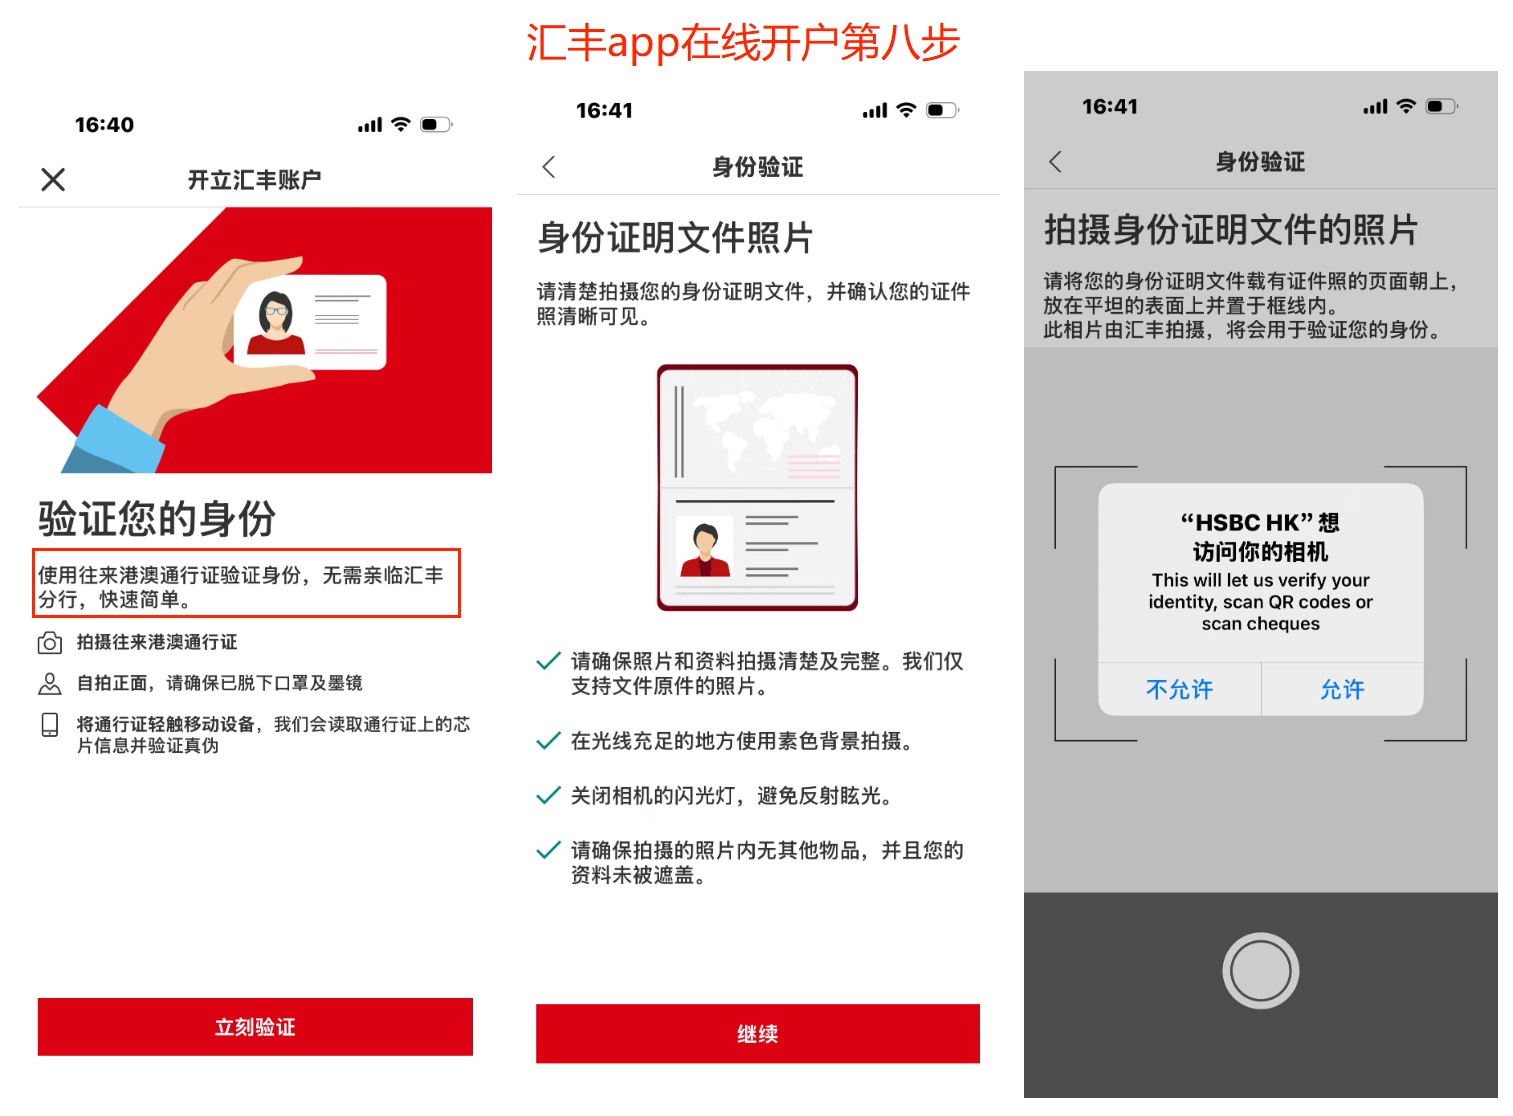 汇丰app在线开户第八步
16:40
开立汇丰账户
验证您的身份
使用往来港澳通行证验证身份，无需亲临汇丰
分行，快速简单。
拍摄往来港澳通行证
自拍正面，请确保已脱下口罩及墨镜
将通行证轻触移动设备，我们会读取通行证上的芯
片信息并验证真伪
立刻验证
16:41
身份验证
身份证明文件照片
请清楚拍摄您的身份证明文件，并确认您的证件
照清晰可见。
请确保照片和资料拍摄清楚及完整。我们仅
支持文件原件的照片。
在光线充足的地方使用素色背景拍摄。
关闭相机的闪光灯，避免反射眩光。
请确保拍摄的照片内无其他物品，并且您的
资料未被遮盖。
继续
16:41
身份验证
拍摄身份证明文件的照片
请将您的身份证明文件载有证件照的页面朝上，
放在平坦的表面上并置于框线内。
此相片由汇丰拍摄，将会用于验证您的身份。
“HSBC HK”想
访问你的相机
This will let us verify your
identity, scan QR codes or
scan cheques
不允许
允许